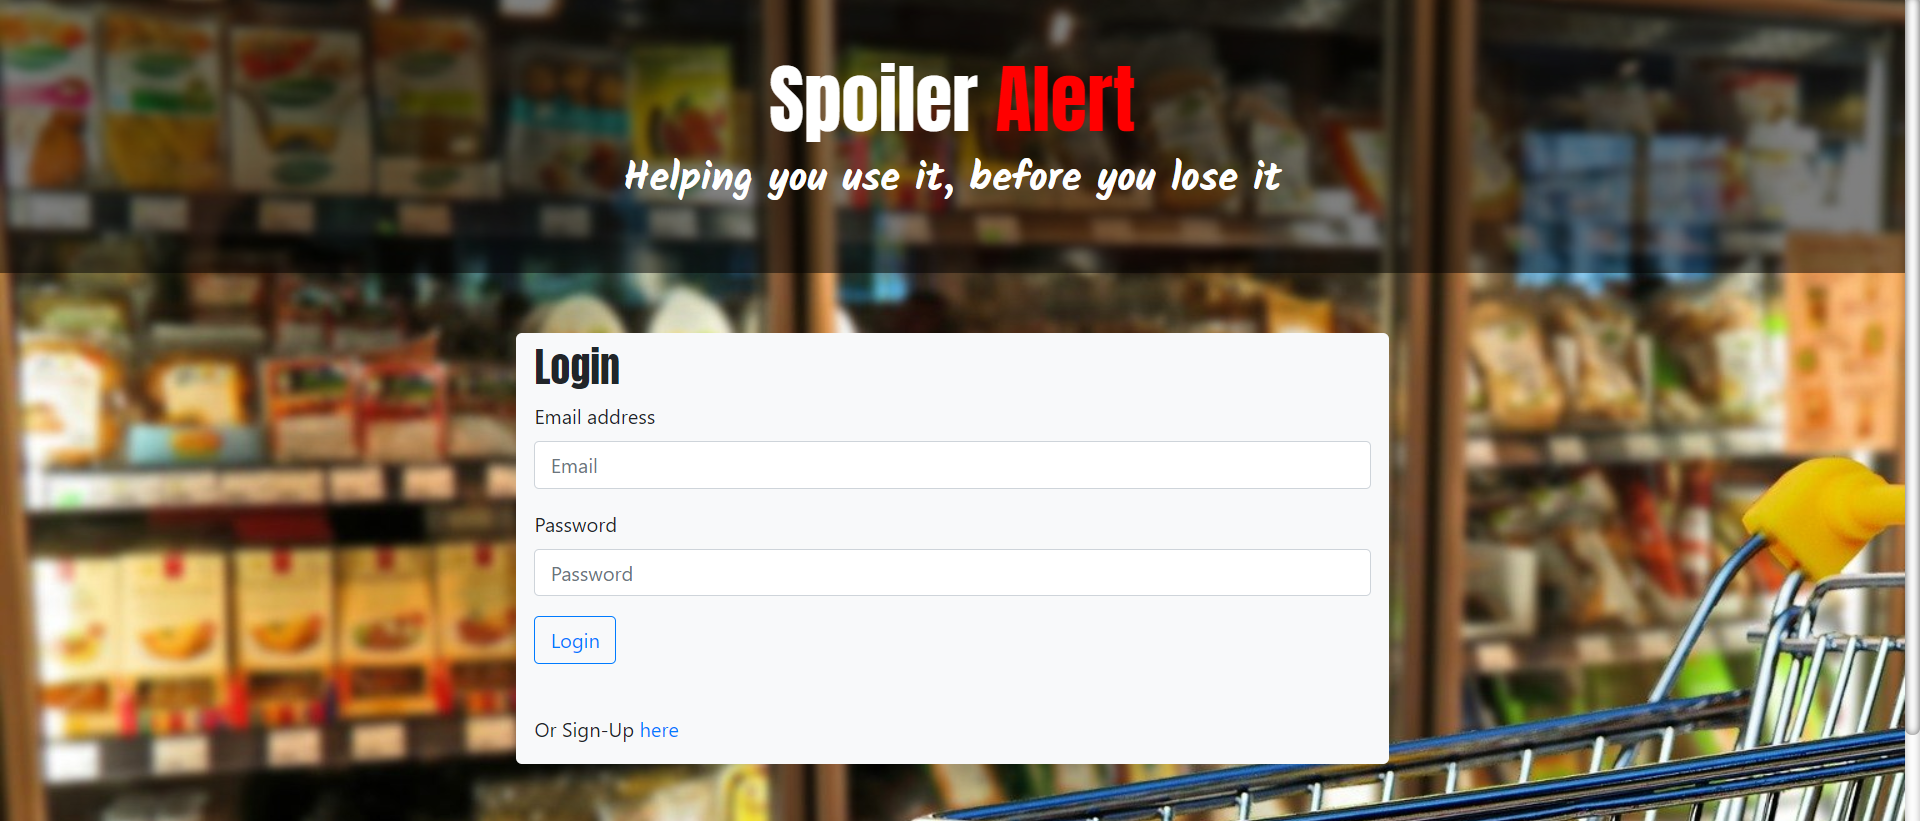 Spoiler Alert
Helping you use it, before you lose it
Login
Email address
Email
Password
Password
Login
Or Sign-Up here